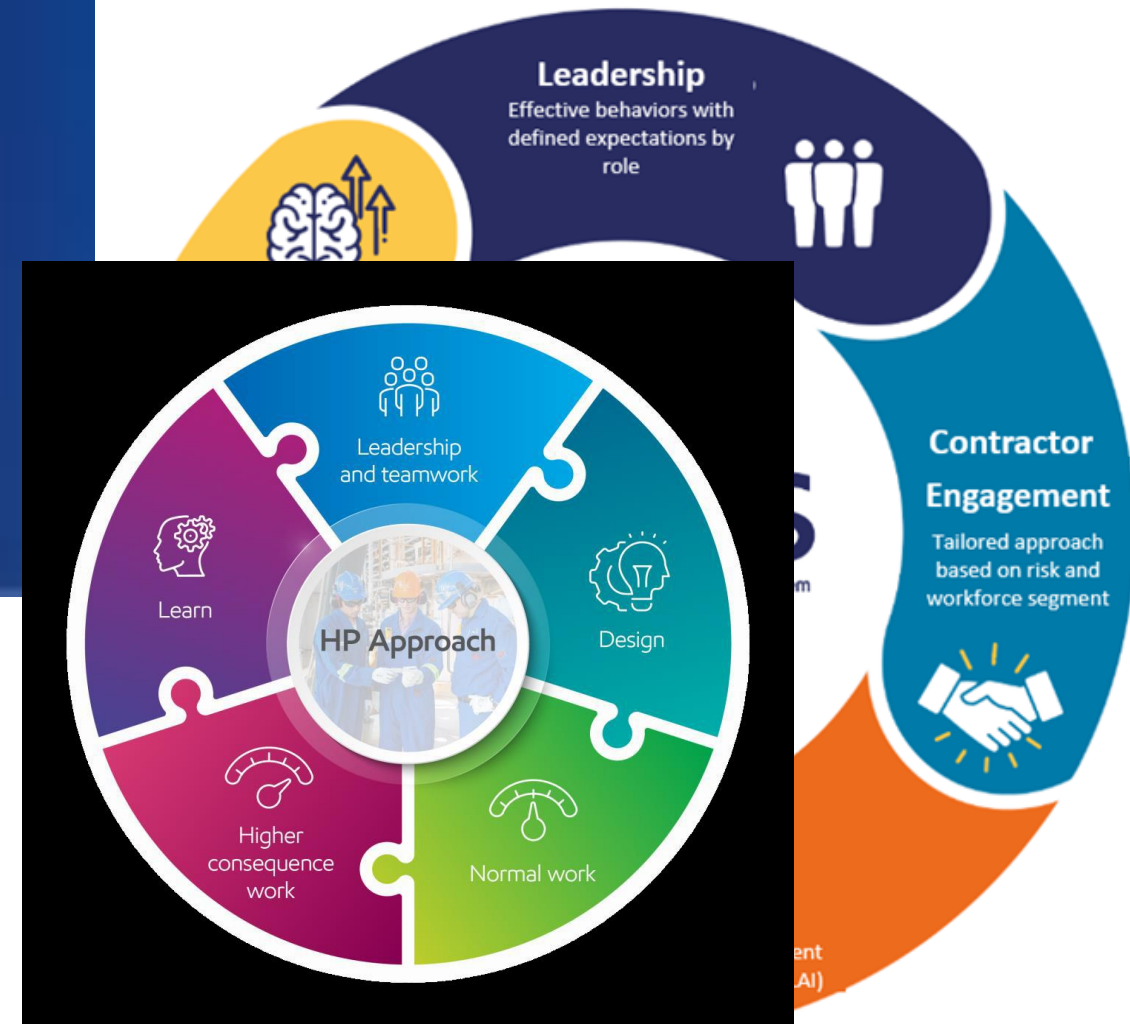 Leadership
Effective behaviors with
defined expectations by
role
Contractor
Engagement
Tailored approach
based on risk and
workforce segment
Leadership
and teamwork
Learn
HP Approach
Design
Higher
consequence
work
Normal work